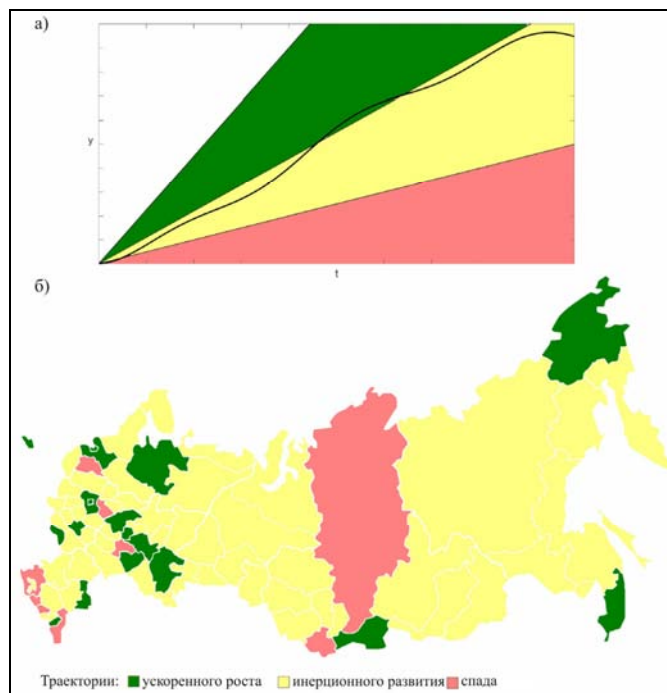 а)
y
t
б)
Траектории: ускоренного роста инерционного развития спада